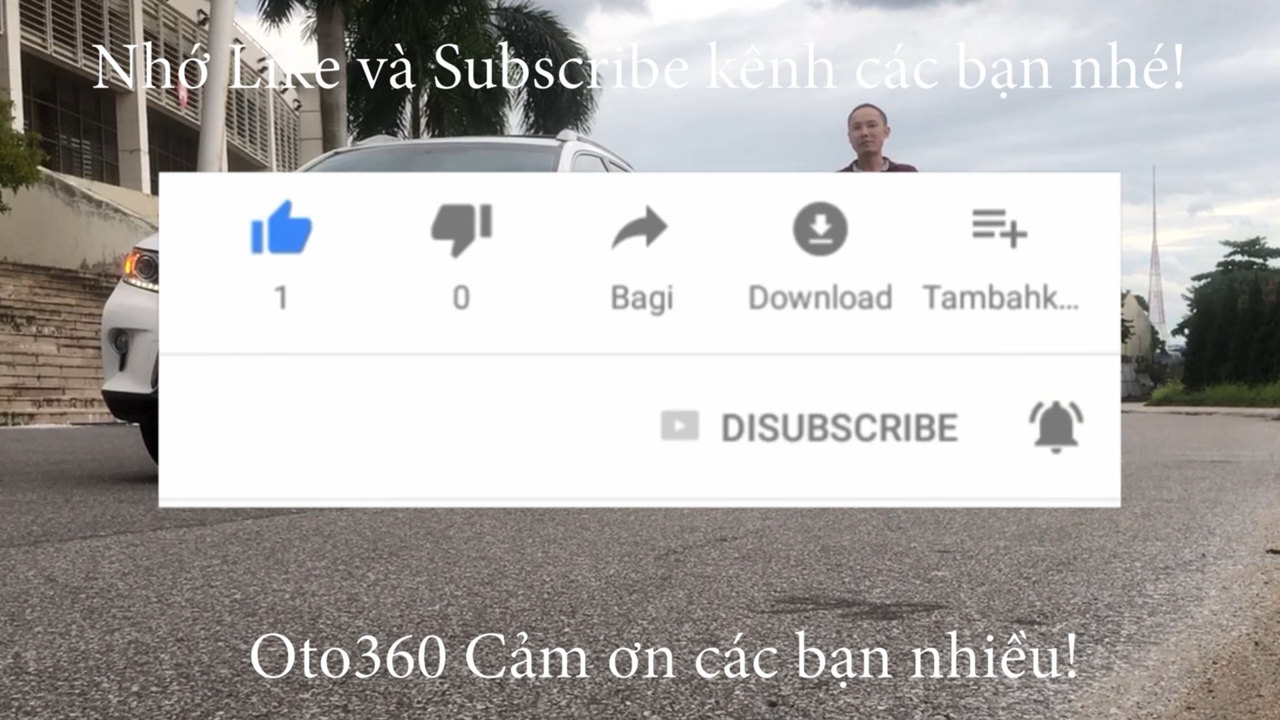 Nhớ Like và Subscribe kênh các bạn nhé!
1
0
Bagi
Download
Tambahk...
DISUBSCRIBE
Oto360 Cảm ơn các bạn nhiều!